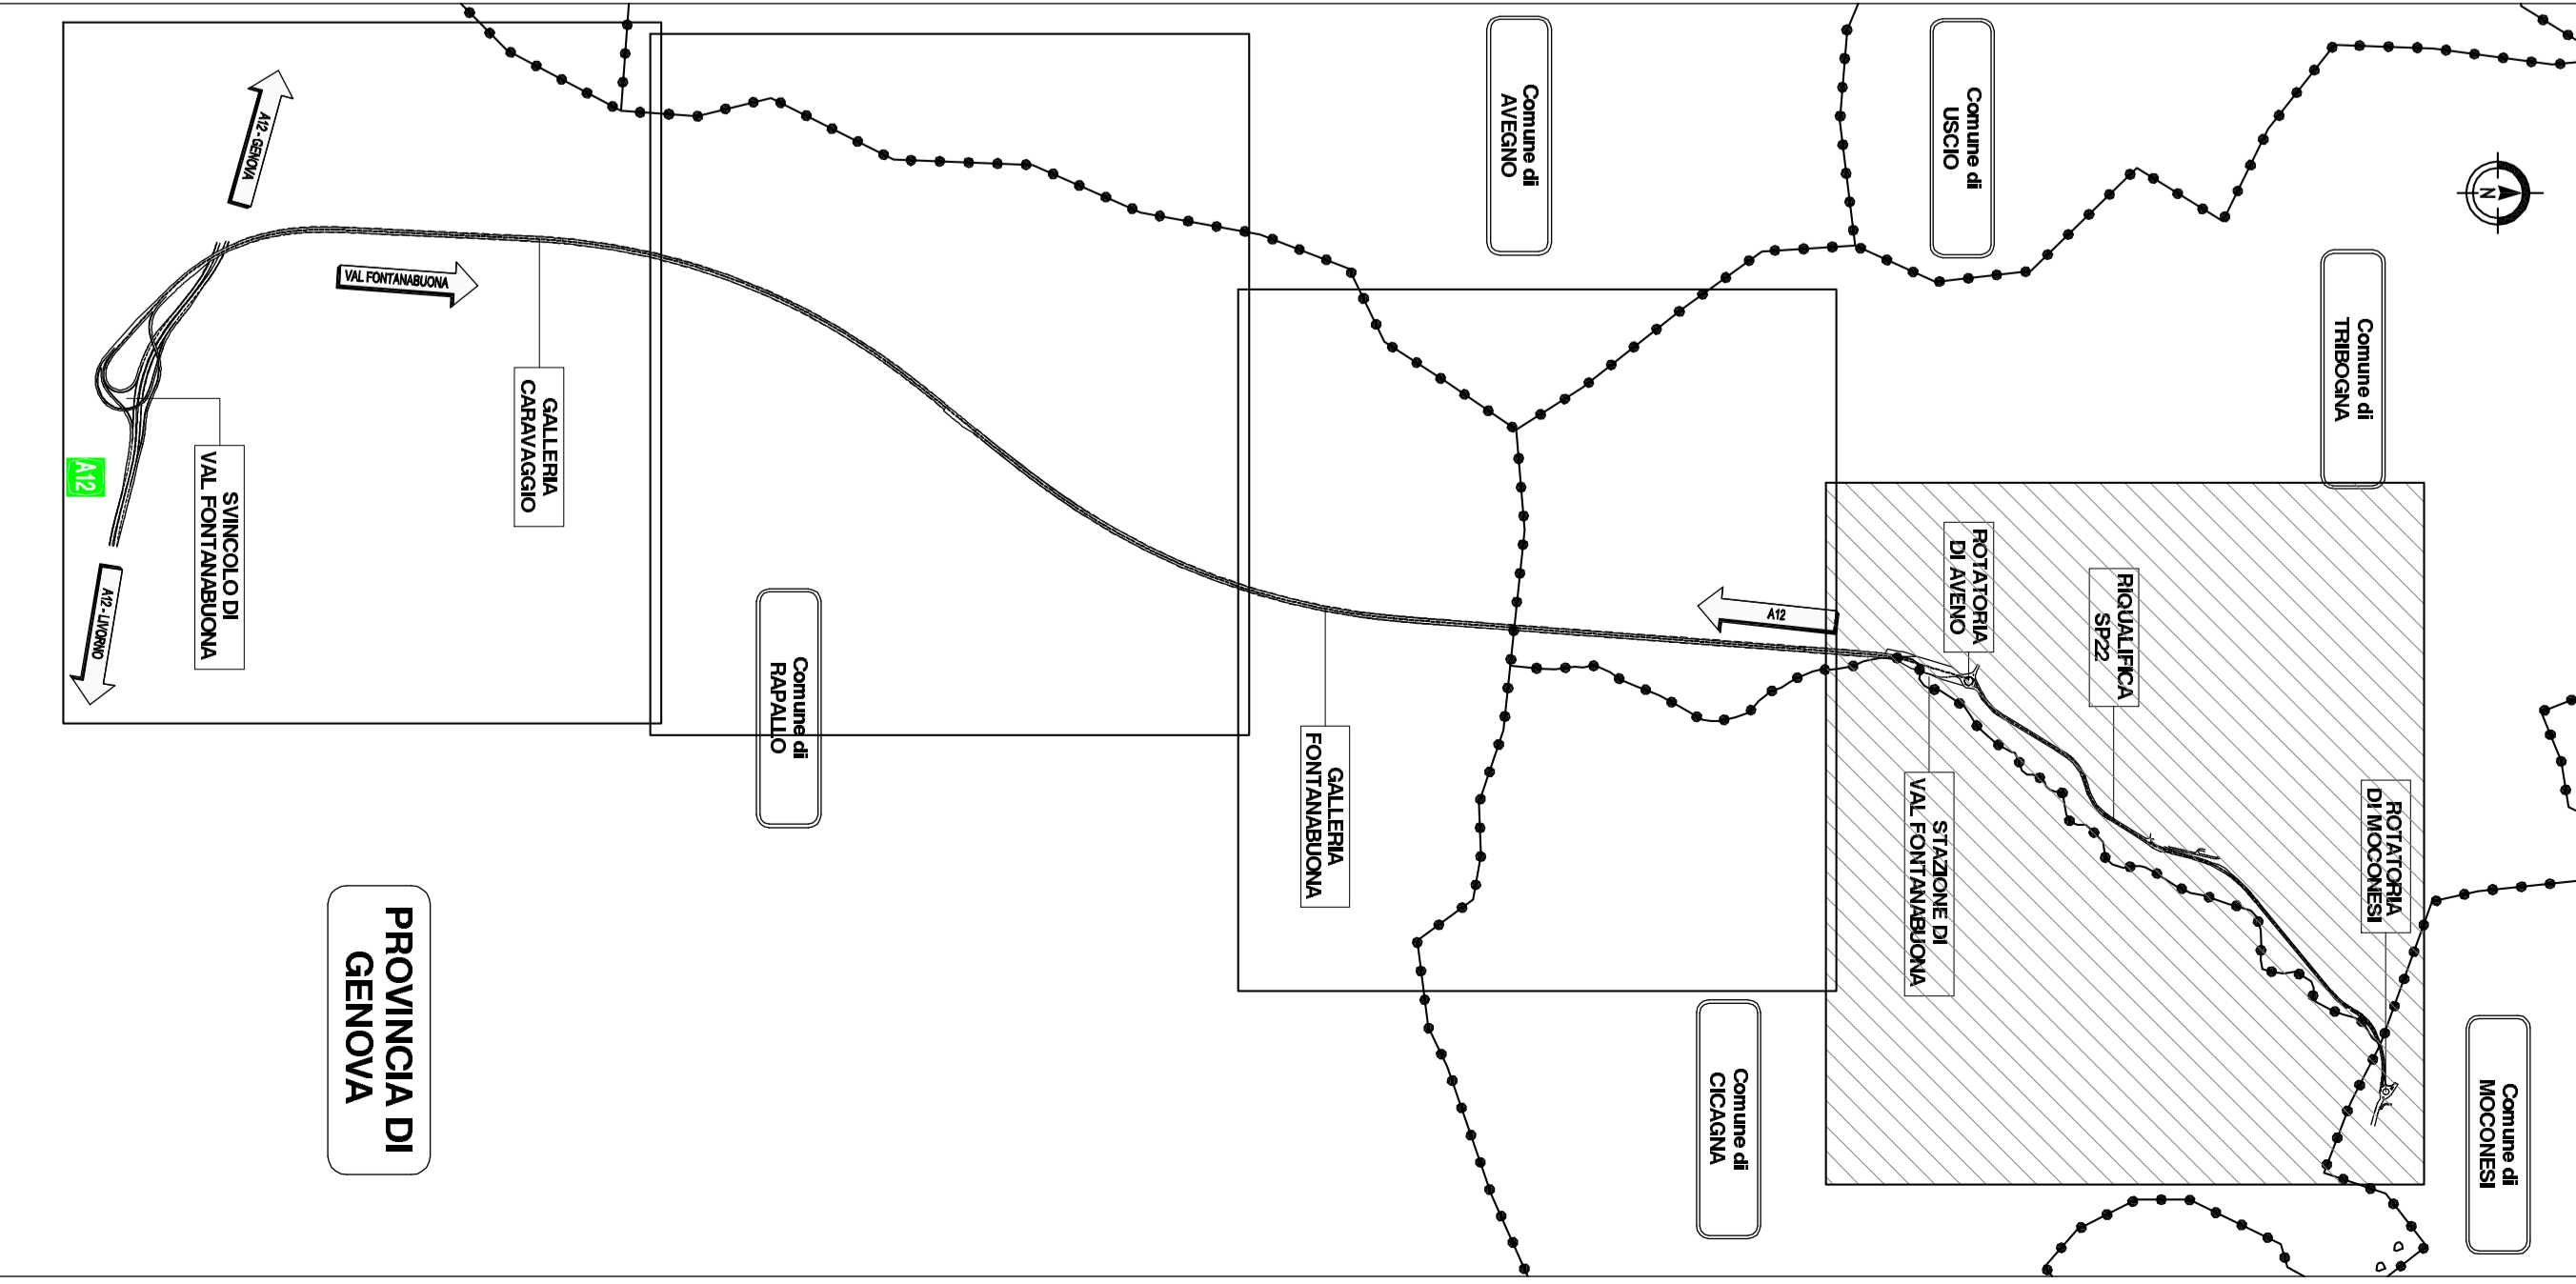 A12 - GENOVA
VAL FONTANABUONA
A12
A12 - LIVORNO
SVINCOLO DI
VAL FONTANABUONA
GALLERIA
CARAVAGGIO
Comune di
RAPALLO
PROVINCIA DI
GENOVA
GALLERIA
FONTANABUONA
Comune di
AVEGNO
Comune di
USCIO
N
Comune di
TRIBOGNA
A12
ROTATORIA
DI AVENO
RIQUALIFICA
SP22
STAZIONE DI
VAL FONTANABUONA
ROTATORIA
DI MOCONESI
Comune di
CICAGNA
Comune di
MOCONESI